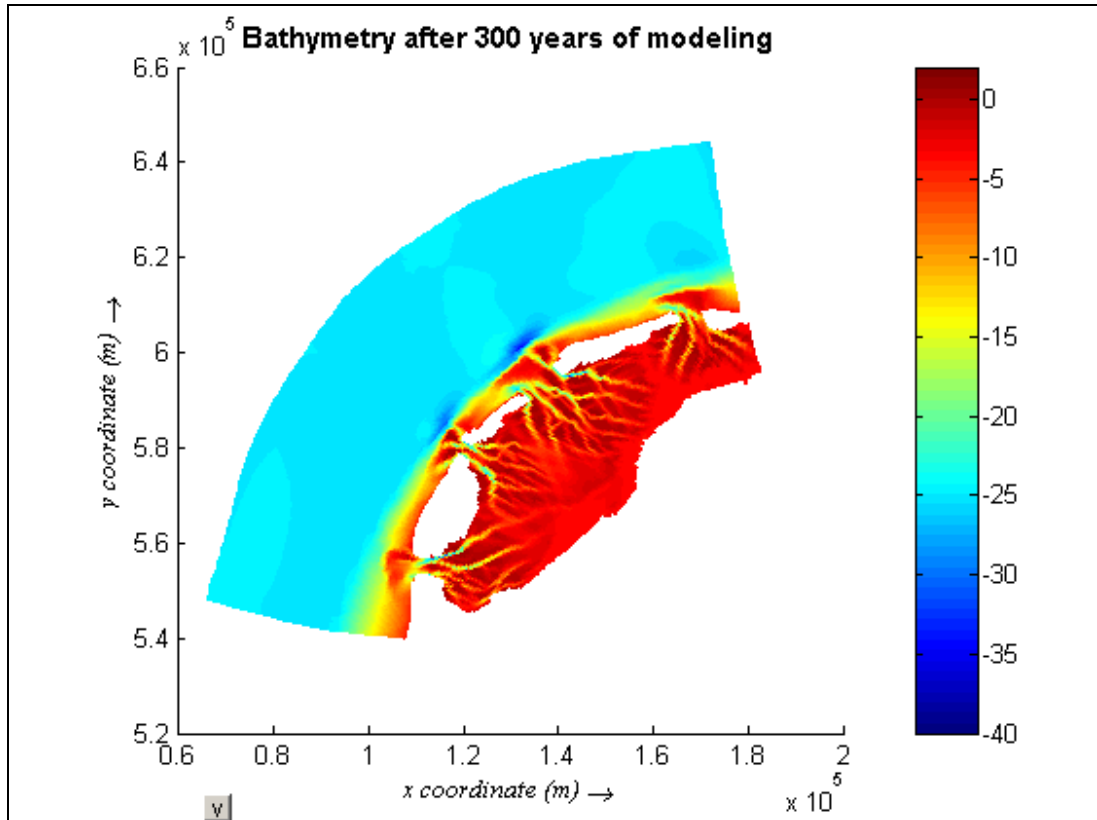 x 10^5 Bathymetry after 300 years of modeling
6.6
6.4
6.2
6
5.8
5.6
5.4
5.2
y coordinate (m) →
0.6 0.8 1 1.2 1.4 1.6 1.8 2
x coordinate (m) →
x 10^5
0
-5
-10
-15
-20
-25
-30
-35
-40
v